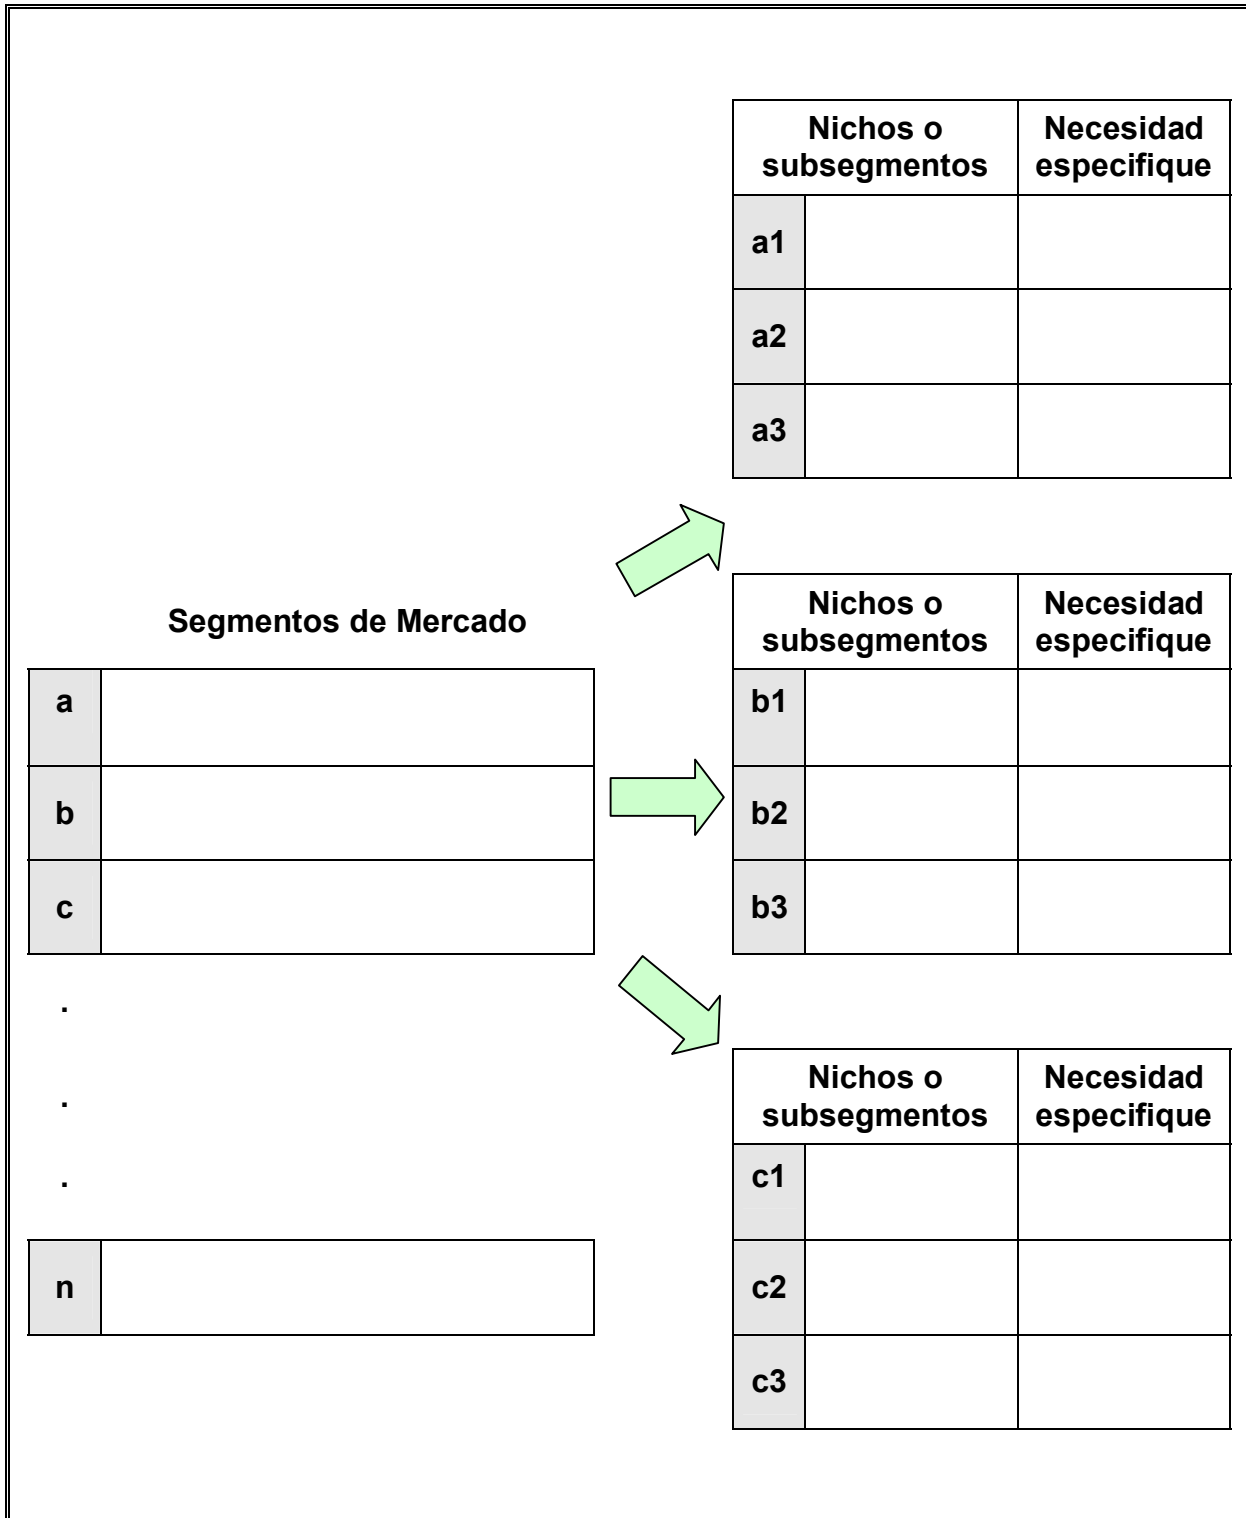 Nichos o Necesidad
subsegmentos especifique
a1
a2
a3
Segmentos de Mercado
a
b
c
.
.
.
n
Nichos o Necesidad
subsegmentos especifique
b1
b2
b3
Nichos o Necesidad
subsegmentos especifique
c1
c2
c3